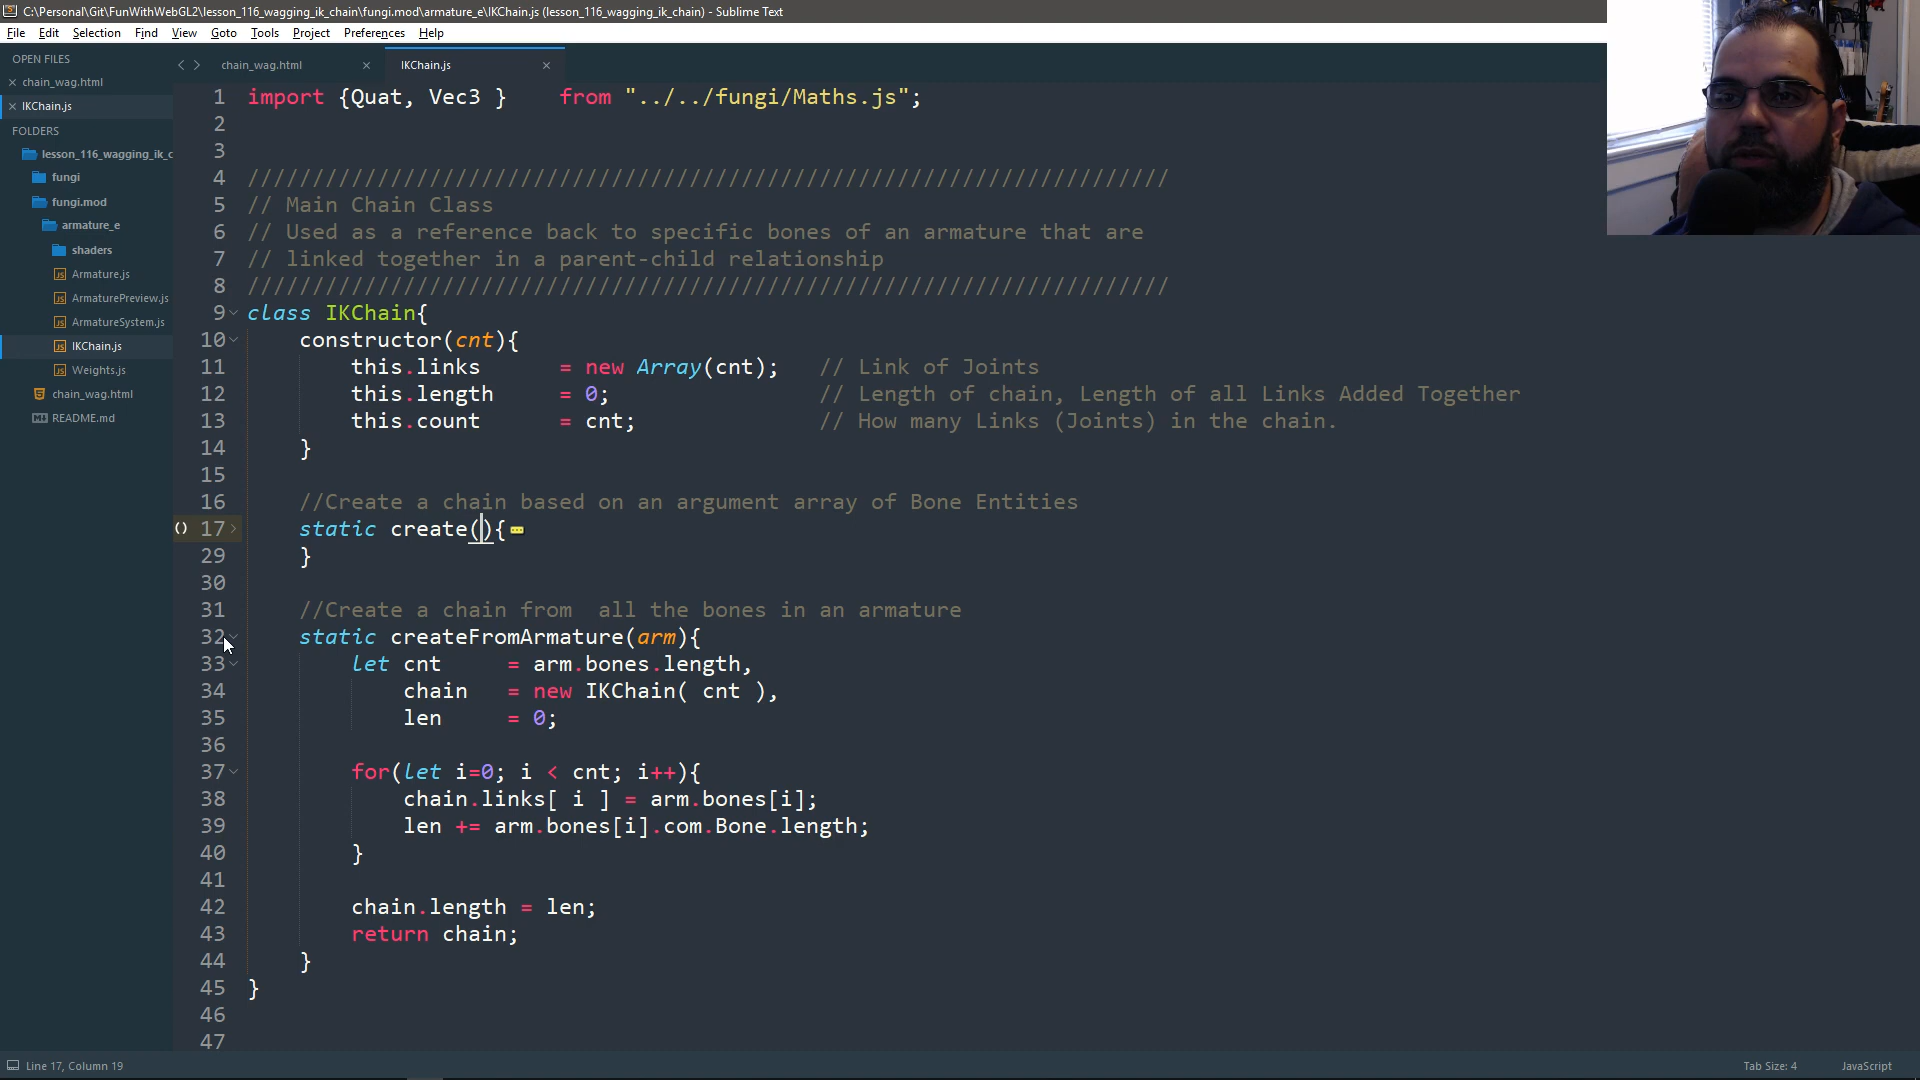 C:\Personal\Git\FunWithWebGL2\lesson_116_wagging_ik_chain\fungi.mod\armature_e\IKChain.js (lesson_116_wagging_ik_chain) - Sublime Text
File Edit Selection Find View Goto Tools Project Preferences Help
OPEN FILES
chain_wag.html
IKChain.js
FOLDERS
lesson_116_wagging_ik_c
fungi
fungi.mod
armature_e
shaders
Armature.js
ArmaturePreview.js
ArmatureSystem.js
IKChain.js
Weights.js
chain_wag.html
README.md
chain_wag.html IKChain.js
1 import {Quat, Vec3 } from "../../fungi/Maths.js";
2
3
4 ///////////////////////////////////////////////////////////////////////
5 // Main Chain Class
6 // Used as a reference back to specific bones of an armature that are
7 // linked together in a parent-child relationship
8 ///////////////////////////////////////////////////////////////////////
9 class IKChain{
10 constructor(cnt){
11 this.links = new Array(cnt); // Link of Joints
12 this.length = 0; // Length of chain, Length of all Links Added Together
13 this.count = cnt; // How many Links (Joints) in the chain.
14 }
15
16 //Create a chain based on an argument array of Bone Entities
17 static create(){
29 }
30
31 //Create a chain from  all the bones in an armature
32 static createFromArmature(arm){
33 let cnt = arm.bones.length,
34 chain = new IKChain( cnt ),
35 len = 0;
36
37 for(let i=0; i < cnt; i++){
38 chain.links[ i ] = arm.bones[i];
39 len += arm.bones[i].com.Bone.length;
40 }
41
42 chain.length = len;
43 return chain;
44 }
45 }
46
47
Line 17, Column 19 Tab Size: 4 JavaScript